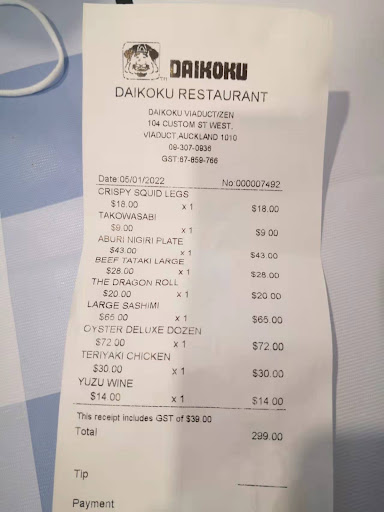 DAIKOKU
DAIKOKU RESTAURANT
DAIKOKU VIADUCT/ZEN
104 CUSTOM ST WEST,
VIADUCT,AUCKLAND 1010
09-307-0936
GST:67-659-766
Date:05/01/2022 No:000007492
CRISPY SQUID LEGS
$18.00 x 1 $18.00
TAKOWASABI
$9.00 x 1 $9.00
ABURI NIGIRI PLATE
$43.00 x 1 $43.00
BEEF TATAKI LARGE
$28.00 x 1 $28.00
THE DRAGON ROLL
$20.00 x 1 $20.00
LARGE SASHIMI
$65.00 x 1 $65.00
OYSTER DELUXE DOZEN
$72.00 x 1 $72.00
TERIYAKI CHICKEN
$30.00 x 1 $30.00
YUZU WINE
$14.00 x 1 $14.00
This receipt includes GST of $39.00
Total 299.00
Tip
Payment